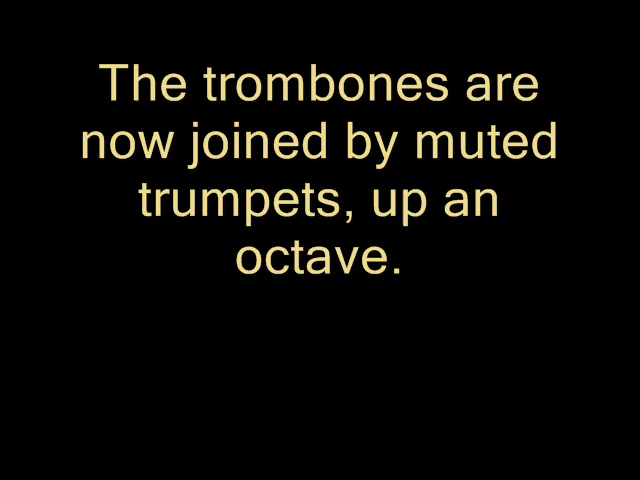 The trombones are
now joined by muted
trumpets, up an
octave.